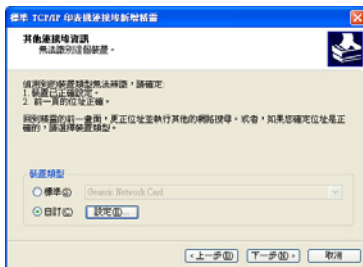 標準 TCP/IP 印表機連接埠新增精靈
其他連接埠資訊
無法識別這個裝置。
偵測到的裝置類型無法辨識，請確定:
1. 裝置已正確設定。
2. 前一頁的位址正確。
回到精靈的前一畫面，更正位址並執行其他的網路搜尋。或者，如果您確定位址是正
確的，請選擇裝置類型。
裝置類型
標準(S) Generic Network Card
自訂(C) 設定(E)...
<上一步(B) 下一步(N)> 取消